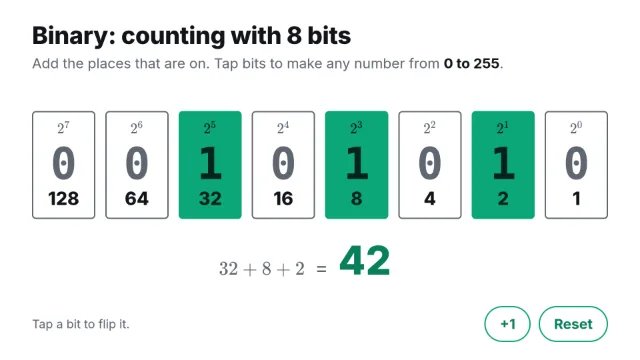 Binary: counting with 8 bits
Add the places that are on. Tap bits to make any number from 0 to 255.
2⁷ 2⁶ 2⁵ 2⁴ 2³ 2² 2¹ 2⁰
0 0 1 0 1 0 1 0
128 64 32 16 8 4 2 1
32 + 8 + 2 = 42
Tap a bit to flip it.
+1 Reset